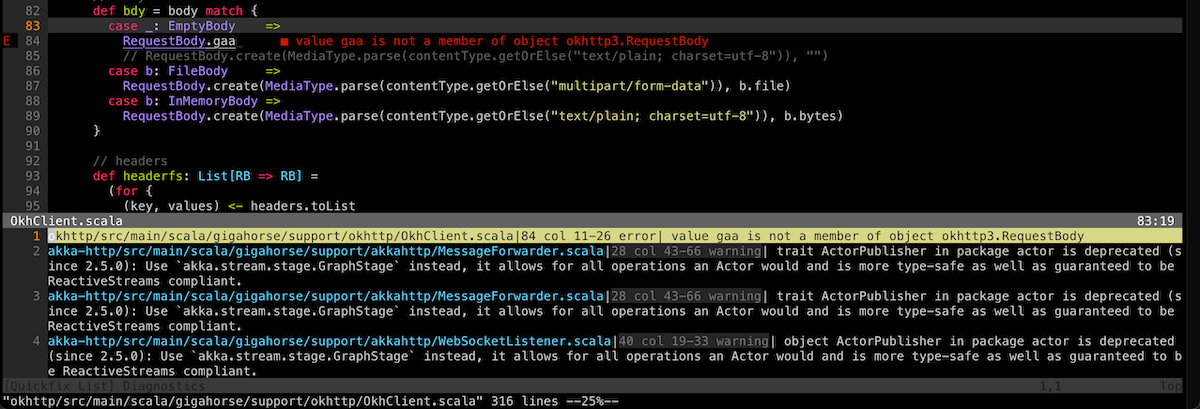 82 def bdy = body match {
83 case _: EmptyBody =>
E 84 RequestBody.gaa ■ value gaa is not a member of object okhttp3.RequestBody
85 // RequestBody.create(MediaType.parse(contentType.getOrElse("text/plain; charset=utf-8")), "")
86 case b: FileBody =>
87 RequestBody.create(MediaType.parse(contentType.getOrElse("multipart/form-data")), b.file)
88 case b: InMemoryBody =>
89 RequestBody.create(MediaType.parse(contentType.getOrElse("text/plain; charset=utf-8")), b.bytes)
90 }
91
92 // headers
93 def headerfs: List[RB => RB] =
94 (for {
95 (key, values) <- headers.toList
OkhClient.scala 83:19
1 okhttp/src/main/scala/gigahorse/support/okhttp/OkhClient.scala|84 col 11-26 error| value gaa is not a member of object okhttp3.RequestBody
2 akka-http/src/main/scala/gigahorse/support/akkahttp/MessageForwarder.scala|28 col 43-66 warning| trait ActorPublisher in package actor is deprecated (s
ince 2.5.0): Use `akka.stream.stage.GraphStage` instead, it allows for all operations an Actor would and is more type-safe as well as guaranteed to be
ReactiveStreams compliant.
3 akka-http/src/main/scala/gigahorse/support/akkahttp/MessageForwarder.scala|28 col 43-66 warning| trait ActorPublisher in package actor is deprecated (s
ince 2.5.0): Use `akka.stream.stage.GraphStage` instead, it allows for all operations an Actor would and is more type-safe as well as guaranteed to be
ReactiveStreams compliant.
4 akka-http/src/main/scala/gigahorse/support/akkahttp/WebSocketListener.scala|40 col 19-33 warning| object ActorPublisher in package actor is deprecated
(since 2.5.0): Use `akka.stream.stage.GraphStage` instead, it allows for all operations an Actor would and is more type-safe as well as guaranteed to b
e ReactiveStreams compliant.
[Quickfix List] Diagnostics 1,1 Top
"okhttp/src/main/scala/gigahorse/support/okhttp/OkhClient.scala" 316 lines --25%--